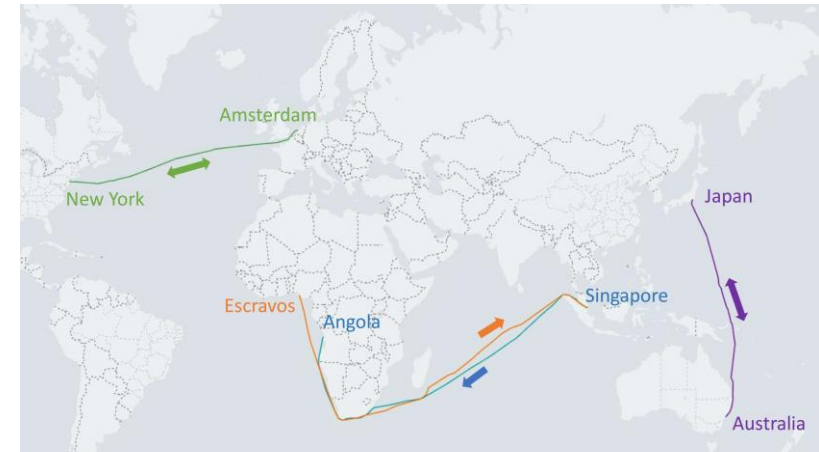 Amsterdam
New York
Japan
Escravos
Singapore
Angola
Australia